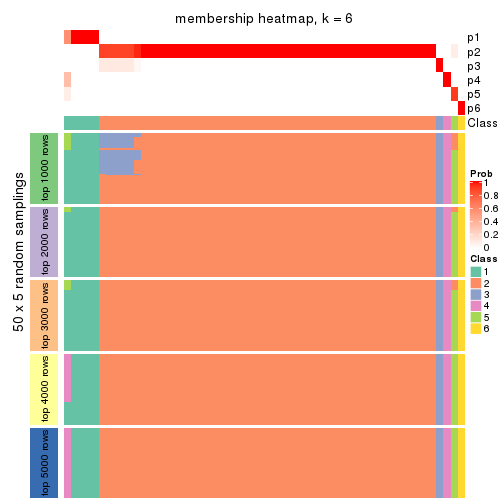 membership heatmap, k = 6
p1
p2
p3
p4
p5
p6
Class
50 x 5 random samplings
top 1000 rows
top 2000 rows
top 3000 rows
top 4000 rows
top 5000 rows
Prob
1
0.8
0.6
0.4
0.2
0
Class
1
2
3
4
5
6